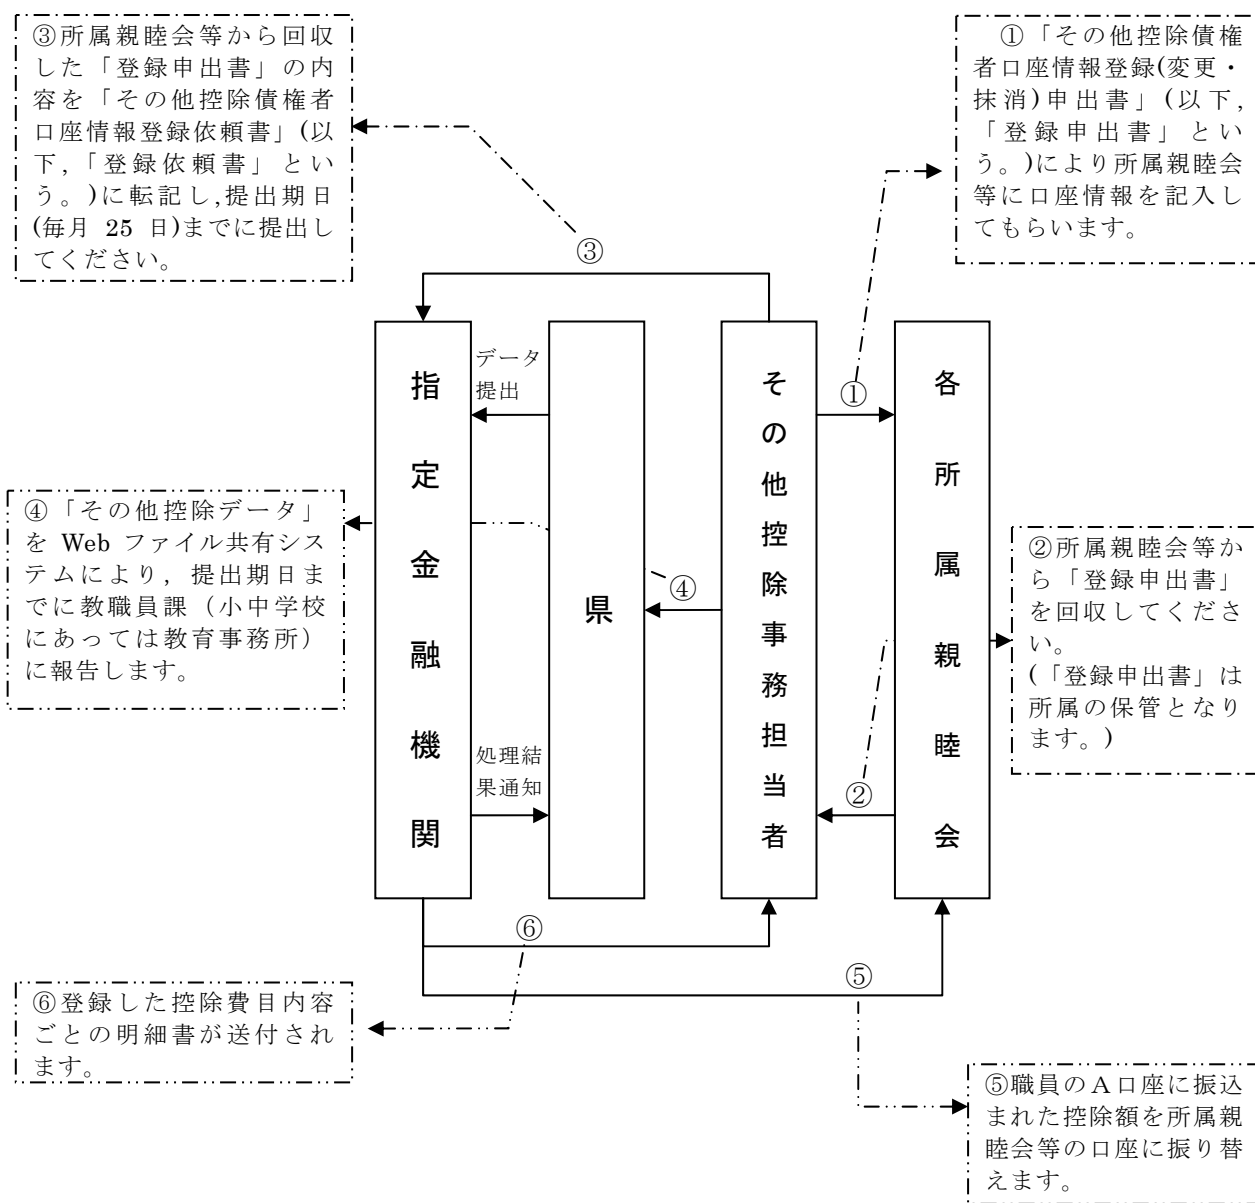 ③所属親睦会等から回収
した「登録申出書」の内
容を「その他控除債権者
口座情報登録依頼書」(以
下,「登録依頼書」とい
う。)に転記し,提出期日
(毎月 25 日)までに提出し
てください。
①「その他控除債権
者口座情報登録(変更・
抹消)申出書」(以下,
「登録申出書」とい
う。)により所属親睦会
等に口座情報を記入し
てもらいます。
③
指定金融機関
データ
提出
処理結
果通知
県
④
その他控除事務担当者
①
②
各所属親睦会
④「その他控除データ」
を Web ファイル共有シス
テムにより，提出期日ま
でに教職員課（小中学校
にあっては教育事務所）
に報告します。
②所属親睦会等か
ら「登録申出書」
を回収してくださ
い。
(「登録申出書」は
所属の保管となり
ます。)
⑥
⑤
⑥登録した控除費目内容
ごとの明細書が送付され
ます。
⑤職員のＡ口座に振込
まれた控除額を所属親
睦会等の口座に振り替
えます。